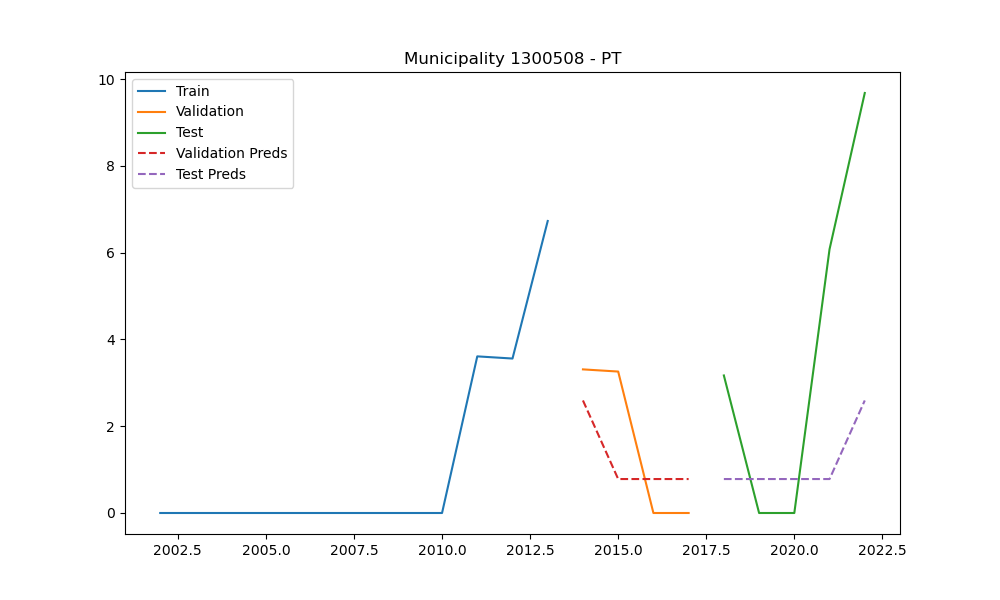 Municipality 1300508 - PT
10
8
6
4
2
0
Train
Validation
Test
Validation Preds
Test Preds
2002.5 2005.0 2007.5 2010.0 2012.5 2015.0 2017.5 2020.0 2022.5